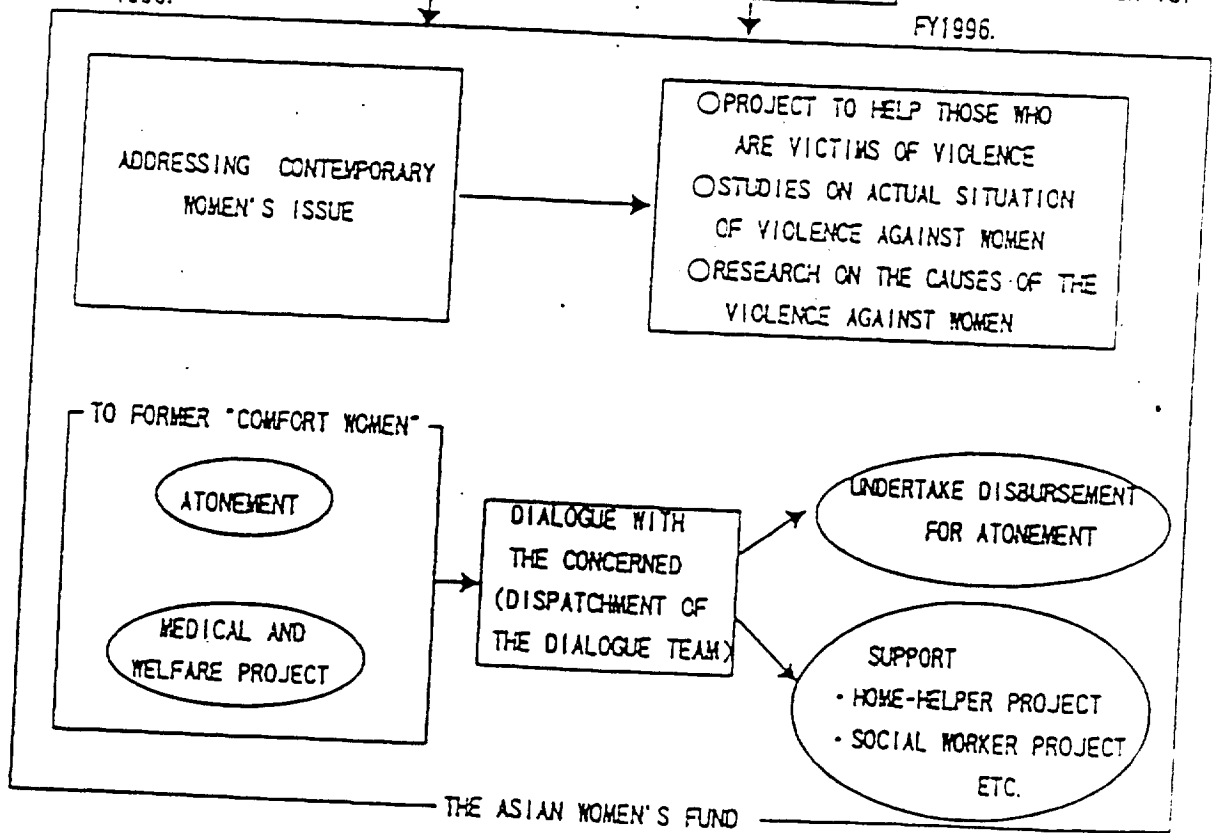 FY1996.
ADDRESSING CONTEMPORARY
WOMEN'S ISSUE
○PROJECT TO HELP THOSE WHO
ARE VICTIMS OF VIOLENCE
○STUDIES ON ACTUAL SITUATION
OF VIOLENCE AGAINST WOMEN
○RESEARCH ON THE CAUSES OF THE
VIOLENCE AGAINST WOMEN
TO FORMER "COMFORT WOMEN"
ATONEMENT
MEDICAL AND
WELFARE PROJECT
DIALOGUE WITH
THE CONCERNED
(DISPATCHMENT OF
THE DIALOGUE TEAM)
UNDERTAKE DISBURSEMENT
FOR ATONEMENT
SUPPORT
・HOME-HELPER PROJECT
・SOCIAL WORKER PROJECT
ETC.
THE ASIAN WOMEN'S FUND